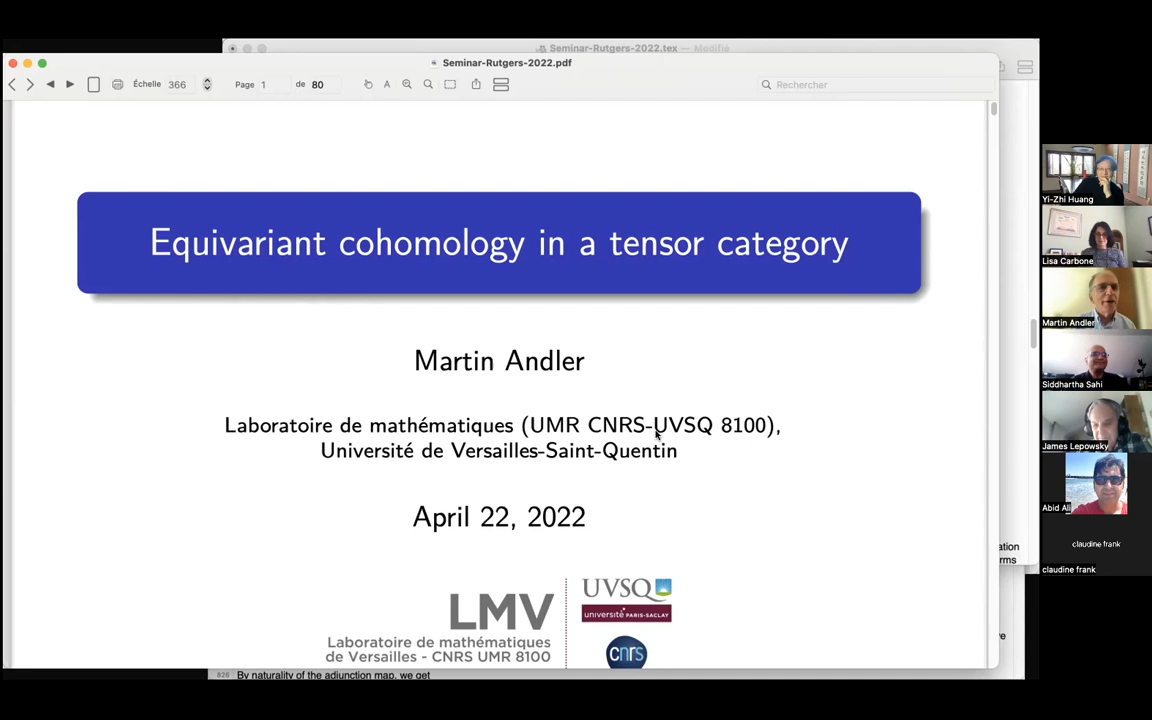 Seminar-Rutgers-2022.tex — Modifié
Seminar-Rutgers-2022.pdf
Échelle 366
Page 1 de 80
A
Rechercher
Equivariant cohomology in a tensor category
Martin Andler
Laboratoire de mathématiques (UMR CNRS-UVSQ 8100),
Université de Versailles-Saint-Quentin
April 22, 2022
LMV
Laboratoire de mathématiques
de Versailles - CNRS UMR 8100
UVSQ
université PARIS-SACLAY
cnrs
Yi-Zhi Huang
Lisa Carbone
Martin Andler
Siddhartha Sahi
James Lepowsky
Abid Ali
claudine frank
claudine frank
ation
rms
e
826 By naturality of the adjunction map, we get